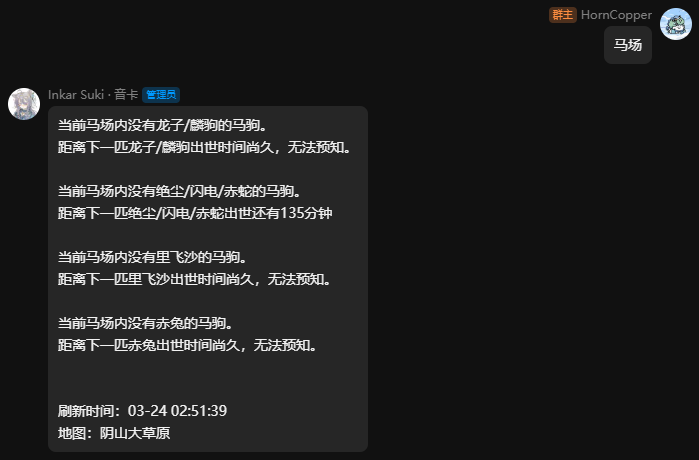 群主 HornCopper
马场
Inkar Suki · 音卡 管理员
当前马场内没有龙子/麟驹的马驹。
距离下一匹龙子/麟驹出世时间尚久，无法预知。
当前马场内没有绝尘/闪电/赤蛇的马驹。
距离下一匹绝尘/闪电/赤蛇出世还有135分钟
当前马场内没有里飞沙的马驹。
距离下一匹里飞沙出世时间尚久，无法预知。
当前马场内没有赤兔的马驹。
距离下一匹赤兔出世时间尚久，无法预知。
刷新时间：03-24 02:51:39
地图：阴山大草原